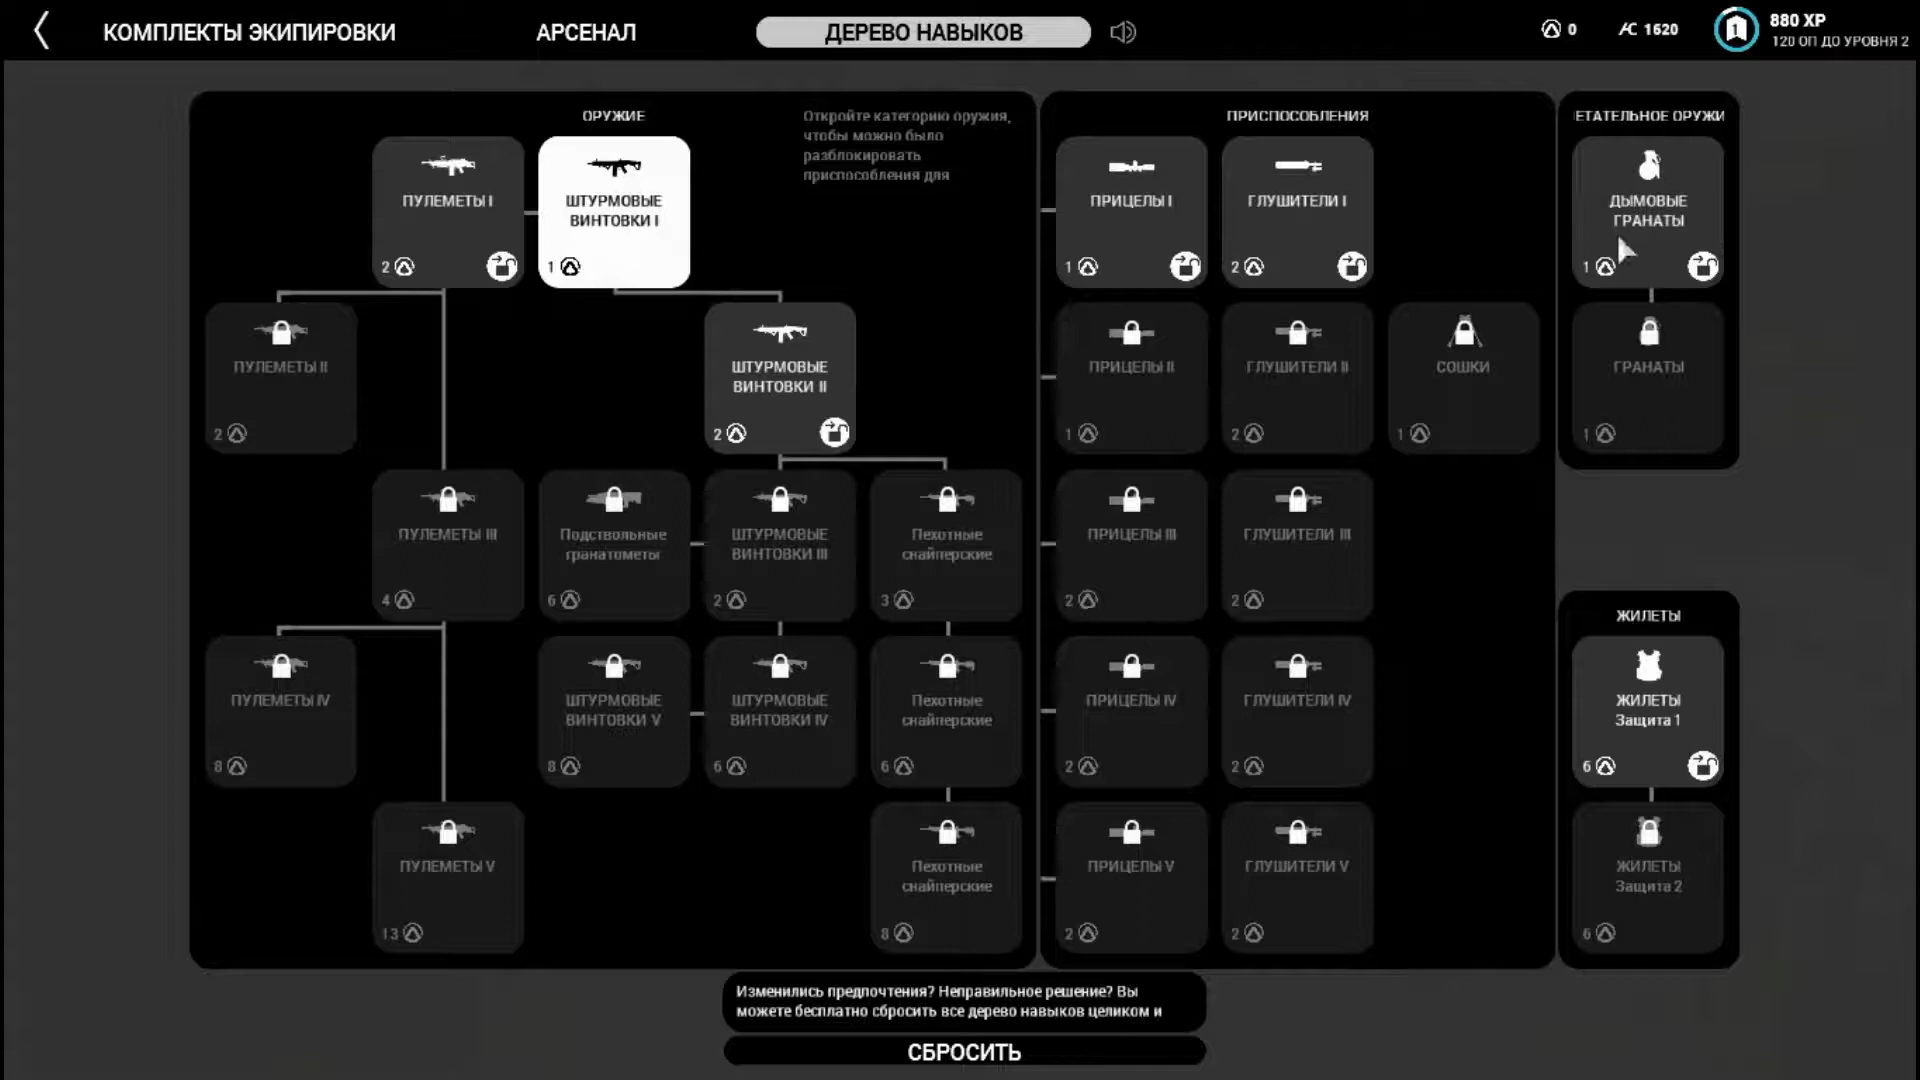 КОМПЛЕКТЫ ЭКИПИРОВКИ
АРСЕНАЛ
ДЕРЕВО НАВЫКОВ
0
AC 1620
1
880 XP
120 ОП ДО УРОВНЯ 2
ОРУЖИЕ
Откройте категорию оружия,
чтобы можно было
разблокировать
приспособления для
ПУЛЕМЕТЫ I
2
ШТУРМОВЫЕ
ВИНТОВКИ I
1
ПУЛЕМЕТЫ II
2
ШТУРМОВЫЕ
ВИНТОВКИ II
2
ПУЛЕМЕТЫ III
4
Подствольные
гранатометы
6
ШТУРМОВЫЕ
ВИНТОВКИ III
2
Пехотные
снайперские
3
ПУЛЕМЕТЫ IV
8
ШТУРМОВЫЕ
ВИНТОВКИ V
8
ШТУРМОВЫЕ
ВИНТОВКИ IV
6
Пехотные
снайперские
6
ПУЛЕМЕТЫ V
13
Пехотные
снайперские
8
ПРИСПОСОБЛЕНИЯ
ПРИЦЕЛЫ I
1
ГЛУШИТЕЛИ I
2
ПРИЦЕЛЫ II
1
ГЛУШИТЕЛИ II
2
СОШКИ
1
ПРИЦЕЛЫ III
2
ГЛУШИТЕЛИ III
2
ПРИЦЕЛЫ IV
2
ГЛУШИТЕЛИ IV
2
ПРИЦЕЛЫ V
2
ГЛУШИТЕЛИ V
2
ЕТАТЕЛЬНОЕ ОРУЖИ
ДЫМОВЫЕ
ГРАНАТЫ
1
ГРАНАТЫ
1
ЖИЛЕТЫ
ЖИЛЕТЫ
Защита 1
6
ЖИЛЕТЫ
Защита 2
6
Изменились предпочтения? Неправильное решение? Вы
можете бесплатно сбросить все дерево навыков целиком и
СБРОСИТЬ